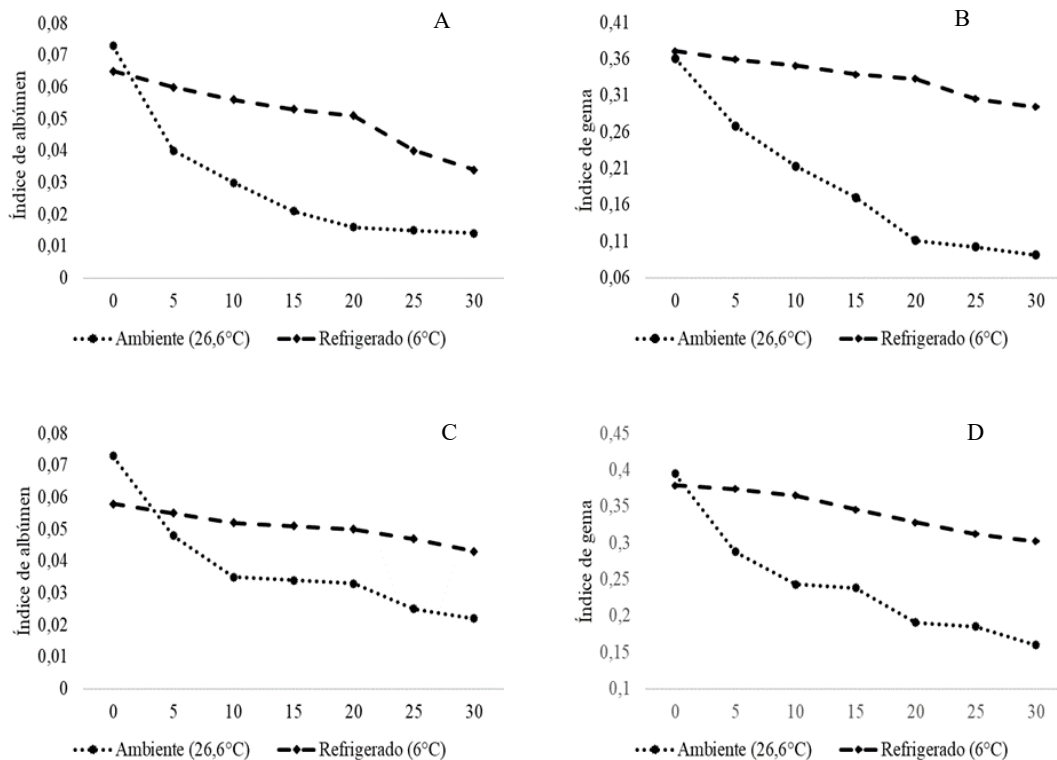 A
Índice de albúmen
0,08
0,07
0,06
0,05
0,04
0,03
0,02
0,01
0
0 5 10 15 20 25 30
Ambiente (26,6°C) Refrigerado (6°C)
B
Índice de gema
0,41
0,36
0,31
0,26
0,21
0,16
0,11
0,06
0 5 10 15 20 25 30
Ambiente (26,6°C) Refrigerado (6°C)
C
Índice de albúmen
0,08
0,07
0,06
0,05
0,04
0,03
0,02
0,01
0
0 5 10 15 20 25 30
Ambiente (26,6°C) Refrigerado (6°C)
D
Índice de gema
0,45
0,4
0,35
0,3
0,25
0,2
0,15
0,1
0 5 10 15 20 25 30
Ambiente (26,6°C) Refrigerado (6°C)